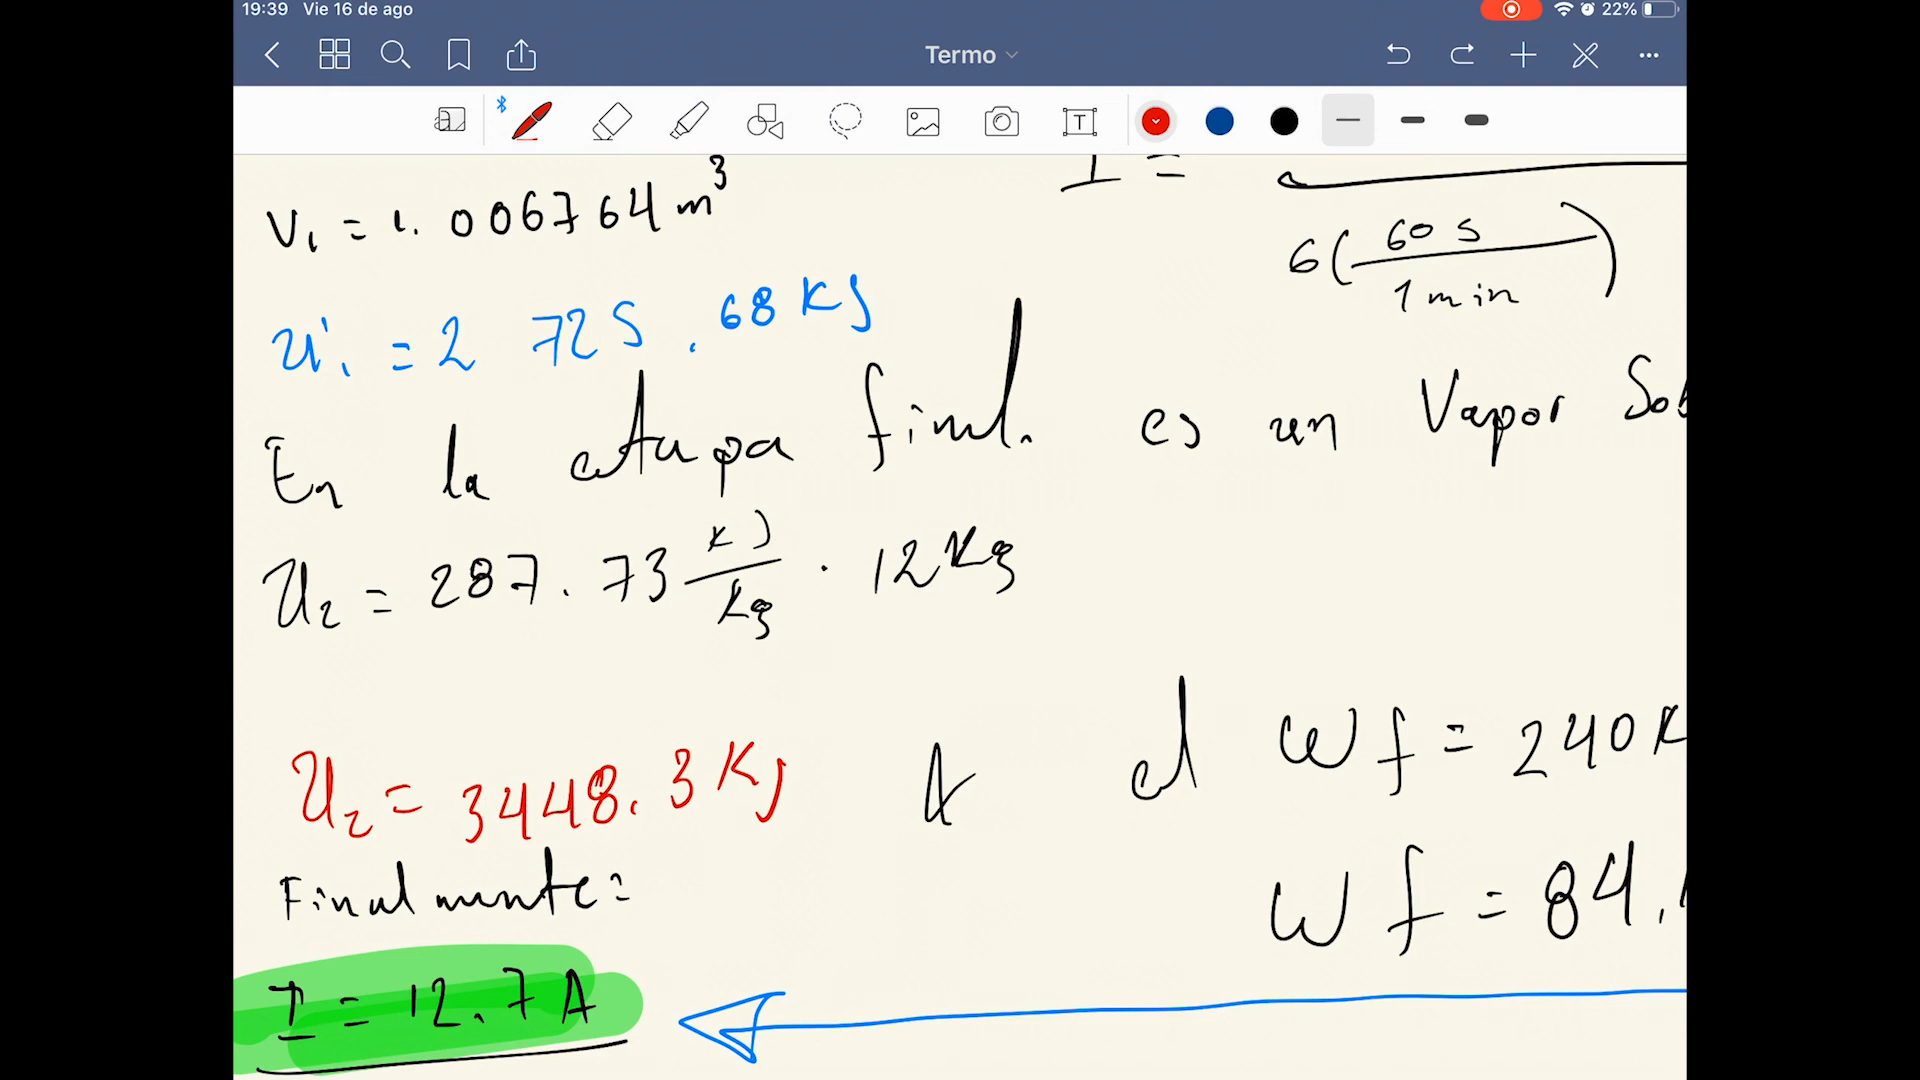 19:39 Vie 16 de ago 22%
Termo
V₁ = 1.006764 m³
I =
6 (60 s / 1 min)
U₁ = 2 725.68 KJ
En la etapa final. es un Vapor Sob
U₂ = 287.73 KJ/Kg · 12 Kg
U₂ = 3448.3 KJ
A el Wf = 240 K
Finalmente:
Wf = 84.
I = 12.7 A